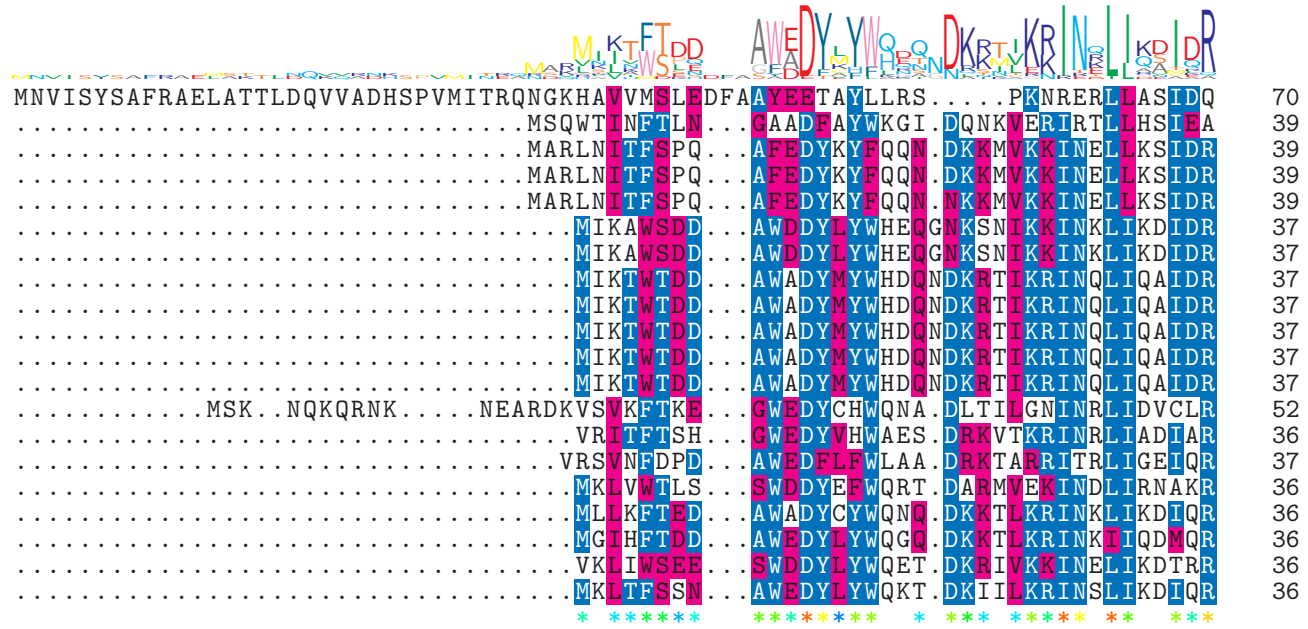 MNVISYSAFRAELATTLDQVVADHSPVMITRQNGKHAVVMSLEDFAAYEETAYLLRS.....PKNRERLLASIDQ 70
................................MSQWTINFTLN...GAADFAYWKGI.DQNKVERIRTLLHSIEA 39
................................MARLNITFSPQ...AFEDYKYFQQN.DKKMVKKINELLKSIDR 39
................................MARLNITFSPQ...AFEDYKYFQQN.DKKMVKKINELLKSIDR 39
................................MARLNITFSPQ...AFEDYKYFQQN.NKKMVKKINELLKSIDR 39
...................................MIKAWSDD...AWDDYLYWHEQGNKSNIKKINKLIKDIDR 37
...................................MIKAWSDD...AWDDYLYWHEQGNKSNIKKINKLIKDIDR 37
...................................MIKTWTDD...AWADYMYWHDQNDKRTIKRINQLIQAIDR 37
...................................MIKTWTDD...AWADYMYWHDQNDKRTIKRINQLIQAIDR 37
...................................MIKTWTDD...AWADYMYWHDQNDKRTIKRINQLIQAIDR 37
...................................MIKTWTDD...AWADYMYWHDQNDKRTIKRINQLIQAIDR 37
...................................MIKTWTDD...AWADYMYWHDQNDKRTIKRINQLIQAIDR 37
............MSK..NQKQRNK.....NEARDKVSVKFTKE...GWEDYCHWQNA.DLTILGNINRLIDVCLR 52
...................................VRITFTSH...GWEDYVHWAES.DRKVTKRINRLIADIAR 36
..................................VRSVNFDPD...AWEDFLFWLAA.DRKTARRITRLIGEIQR 37
...................................MKLVWTLS...SWDDYEFWQRT.DARMVEKINDLIRNAKR 36
...................................MLLKFTED...AWADYCYWQNQ.DKKTLKRINKLIKDIQR 36
...................................MGIHFTDD...AWEDYLYWQGQ.DKKTLKRINKIIQDMQR 36
...................................VKLIWSEE...SWDDYLYWQET.DKRIVKKINELIKDTRR 36
...................................MKLTFSSN...AWEDYLYWQKT.DKIILKRINSLIKDIQR 36
* ****** ******** * *** ***** ** ***